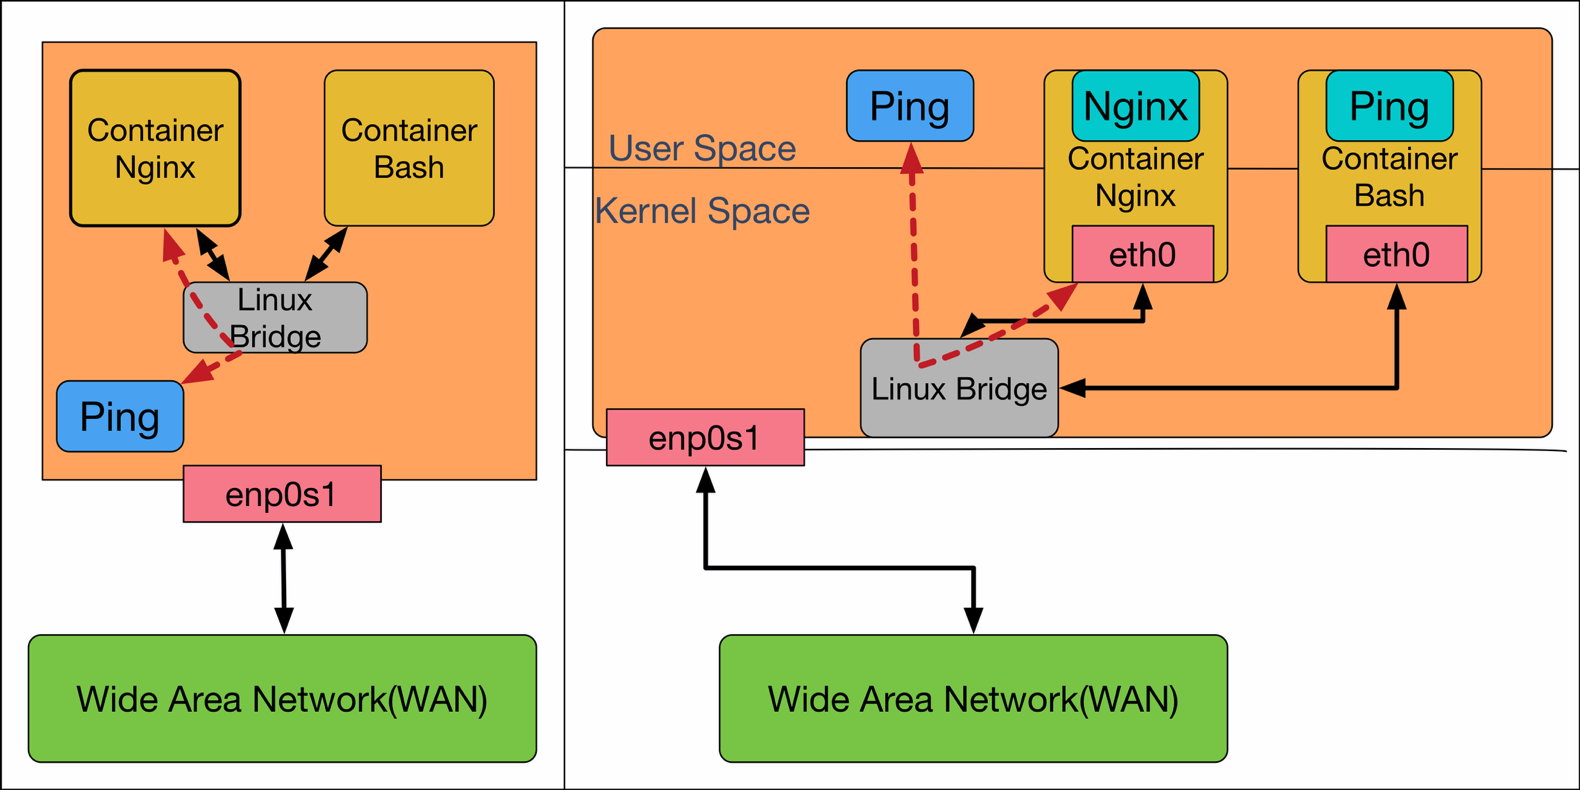 Container
Nginx
Container
Bash
Linux
Bridge
Ping
enp0s1
Wide Area Network(WAN)
User Space
Kernel Space
Ping
Nginx
Container
Nginx
eth0
Ping
Container
Bash
eth0
Linux Bridge
enp0s1
Wide Area Network(WAN)